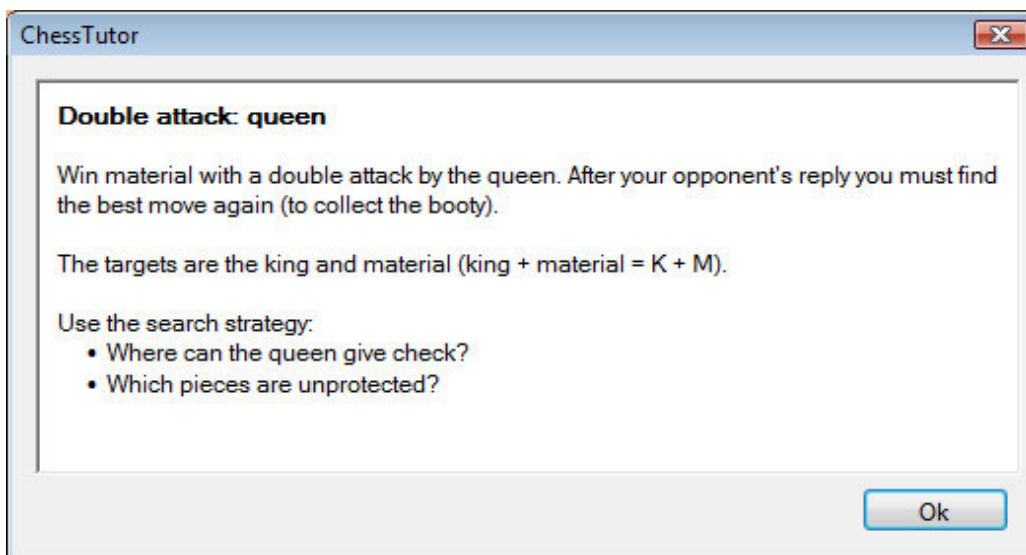 ChessTutor
Double attack: queen
Win material with a double attack by the queen. After your opponent's reply you must find
the best move again (to collect the booty).
The targets are the king and material (king + material = K + M).
Use the search strategy:
• Where can the queen give check?
• Which pieces are unprotected?
Ok